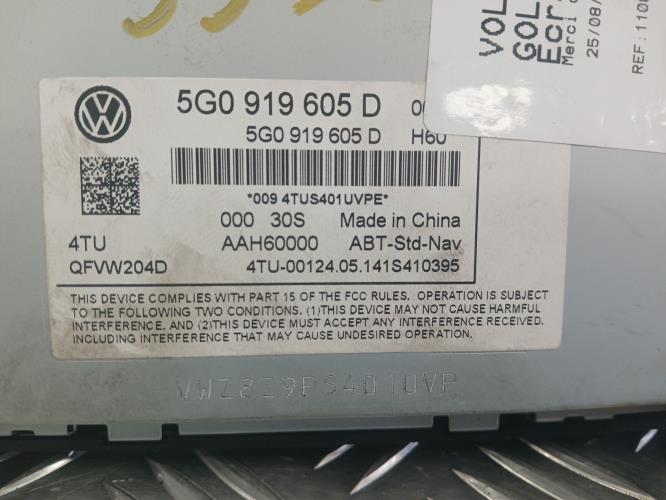 VOL
GOL
Ecr
Merci
25/08/
REF: 110
5G0 919 605 D
5G0 919 605 D H60
*009 4TUS401UVPE*
000 30S Made in China
4TU AAH60000 ABT-Std-Nav
QFVW204D 4TU-00124.05.141S410395
THIS DEVICE COMPLIES WITH PART 15 OF THE FCC RULES. OPERATION IS SUBJECT
TO THE FOLLOWING TWO CONDITIONS. (1)THIS DEVICE MAY NOT CAUSE HARMFUL
INTERFERENCE. AND (2)THIS DEVICE MUST ACCEPT ANY INTERFERENCE RECEIVED.
INCLUDING INTERFERENCE THAT MAY CAUSE UNDESIRED OPERATION.
VWZ8Z9PS401UVP